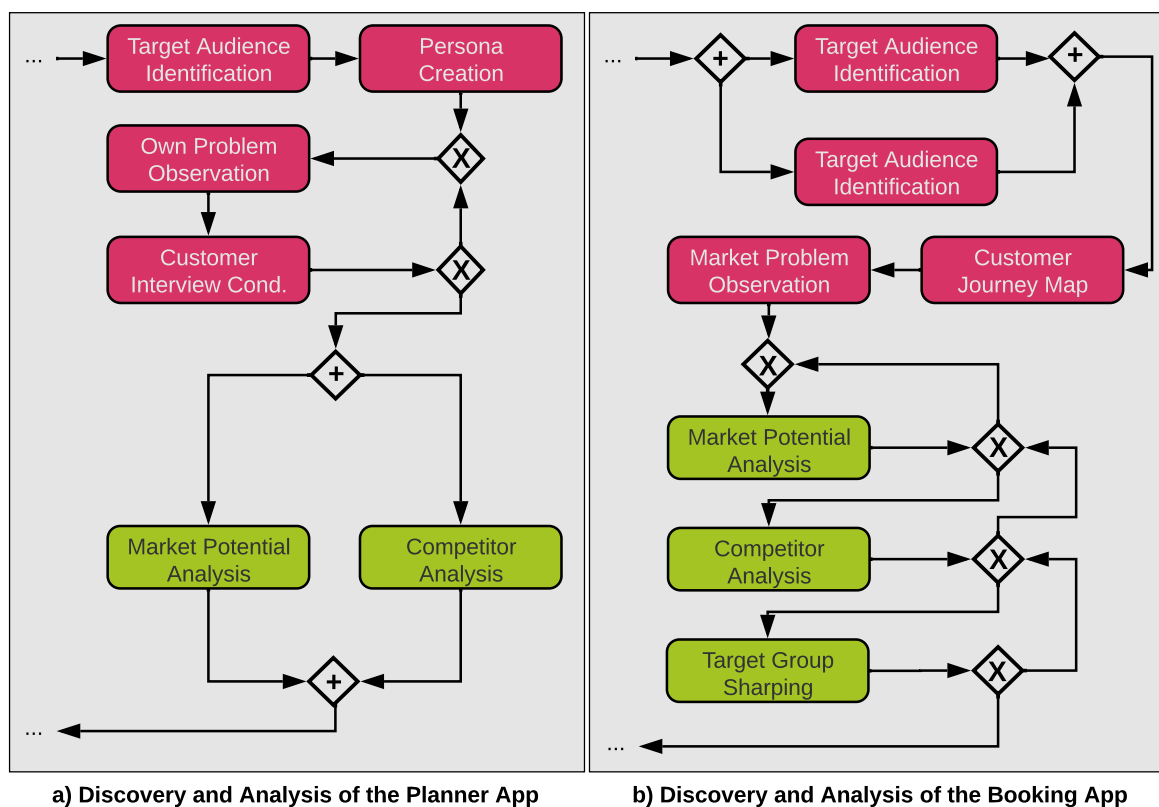 ...
Target Audience
Identification
Persona
Creation
Own Problem
Observation
X
Customer
Interview Cond.
X
+
Market Potential
Analysis
Competitor
Analysis
+
...
a) Discovery and Analysis of the Planner App
...
+
Target Audience
Identification
+
Target Audience
Identification
Market Problem
Observation
Customer
Journey Map
X
Market Potential
Analysis
X
Competitor
Analysis
X
Target Group
Sharping
X
...
b) Discovery and Analysis of the Booking App